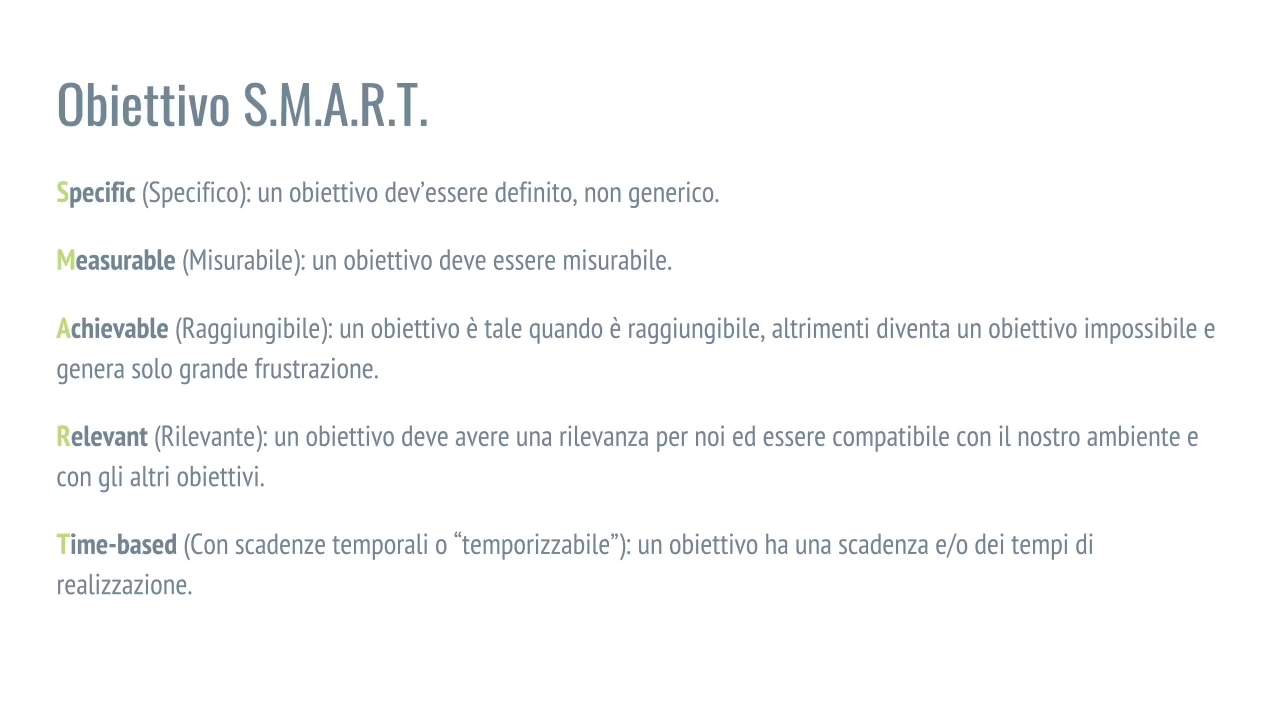 Obiettivo S.M.A.R.T.
Specific (Specifico): un obiettivo dev’essere definito, non generico.
Measurable (Misurabile): un obiettivo deve essere misurabile.
Achievable (Raggiungibile): un obiettivo è tale quando è raggiungibile, altrimenti diventa un obiettivo impossibile e
genera solo grande frustrazione.
Relevant (Rilevante): un obiettivo deve avere una rilevanza per noi ed essere compatibile con il nostro ambiente e
con gli altri obiettivi.
Time-based (Con scadenze temporali o “temporizzabile”): un obiettivo ha una scadenza e/o dei tempi di
realizzazione.